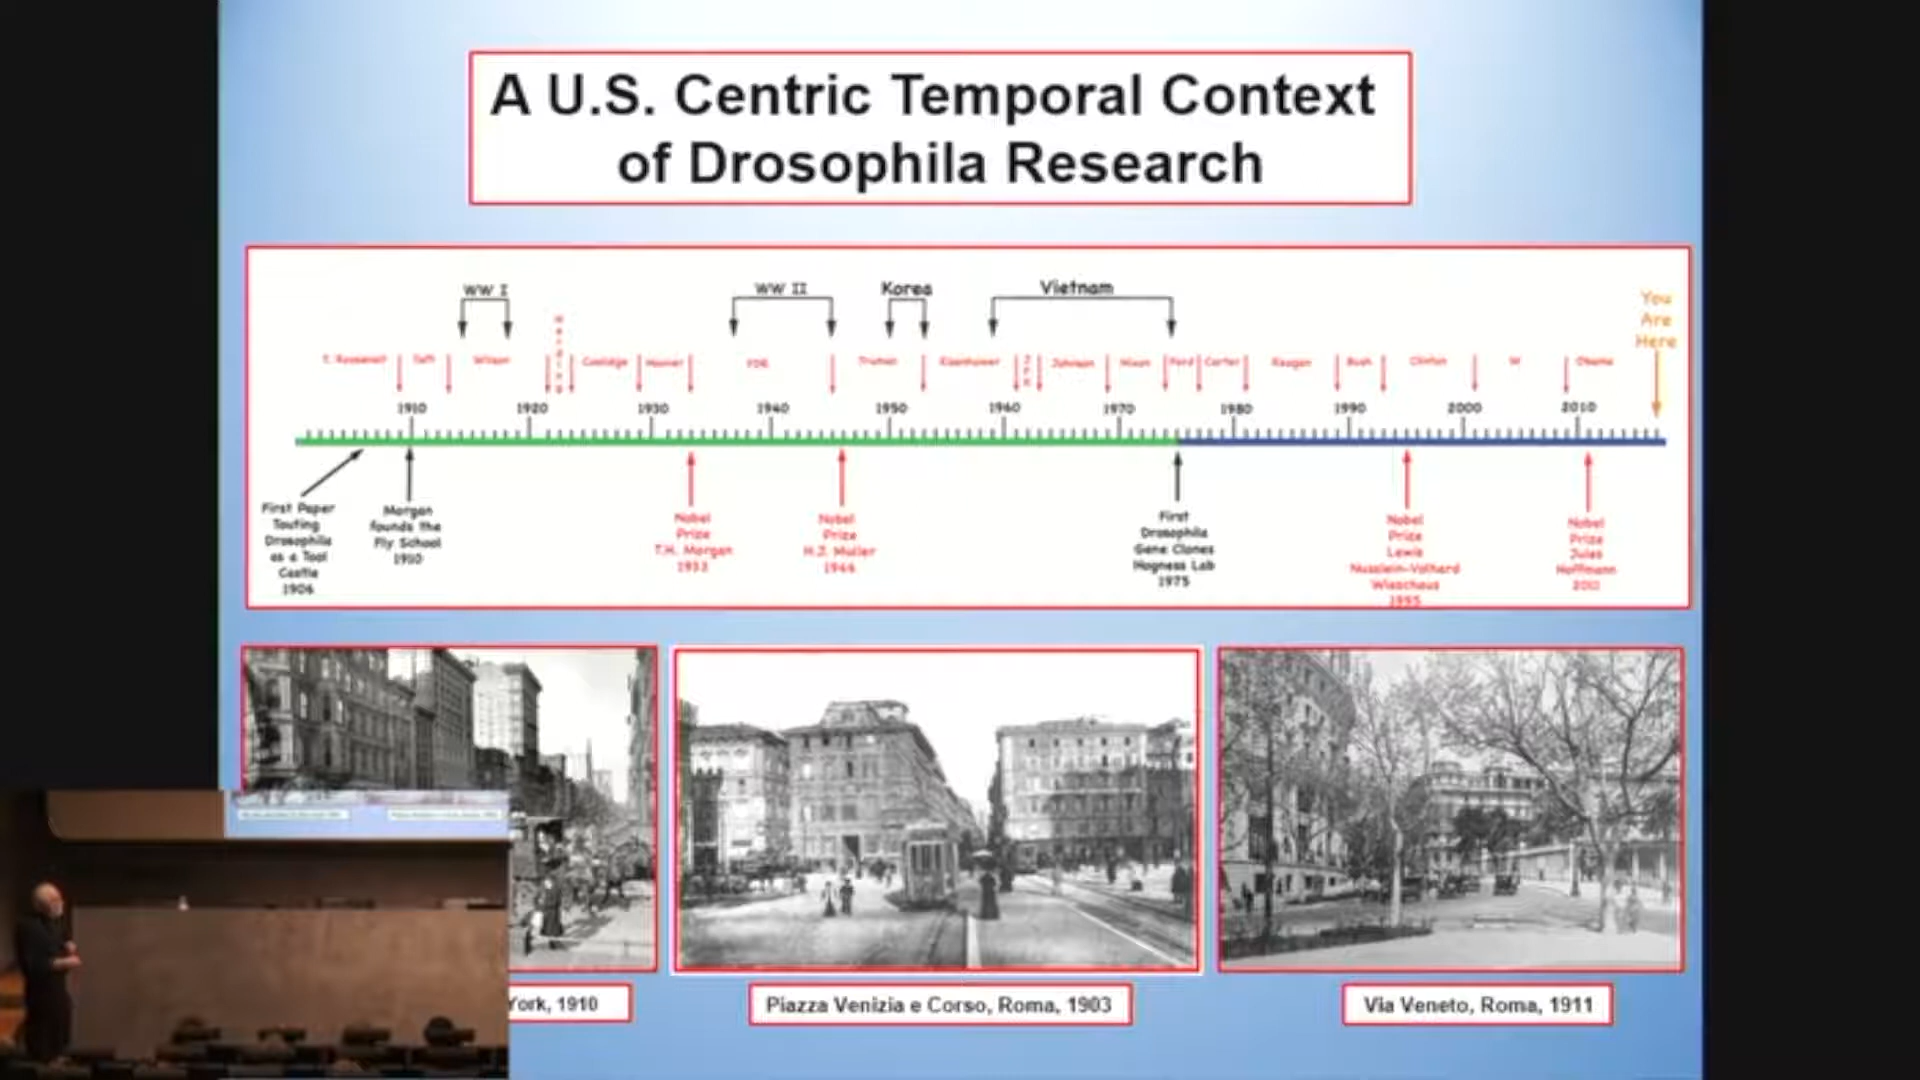 A U.S. Centric Temporal Context
of Drosophila Research
WW I
WW II
Korea
Vietnam
You
Are
Here
T. Roosevelt
Taft
Wilson
Harding
Coolidge
Hoover
FDR
Truman
Eisenhower
JFK
Johnson
Nixon
Ford
Carter
Reagan
Bush
Clinton
W
Obama
1910
1920
1930
1940
1950
1960
1970
1980
1990
2000
2010
First Paper
Touting
Drosophila
as a Tool
Castle
1906
Morgan
founds the
Fly School
1910
Nobel
Prize
T.H. Morgan
1933
Nobel
Prize
H.J. Muller
1946
First
Drosophila
Gene Clones
Hogness Lab
1975
Nobel
Prize
Lewis
Nusslein-Volhard
Wieschaus
1995
Nobel
Prize
Jules
Hoffmann
2011
York, 1910
Piazza Venizia e Corso, Roma, 1903
Via Veneto, Roma, 1911